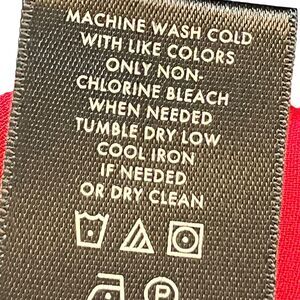 MACHINE WASH COLD
WITH LIKE COLORS
ONLY NON-
CHLORINE BLEACH
WHEN NEEDED
TUMBLE DRY LOW
COOL IRON
IF NEEDED
OR DRY CLEAN
P